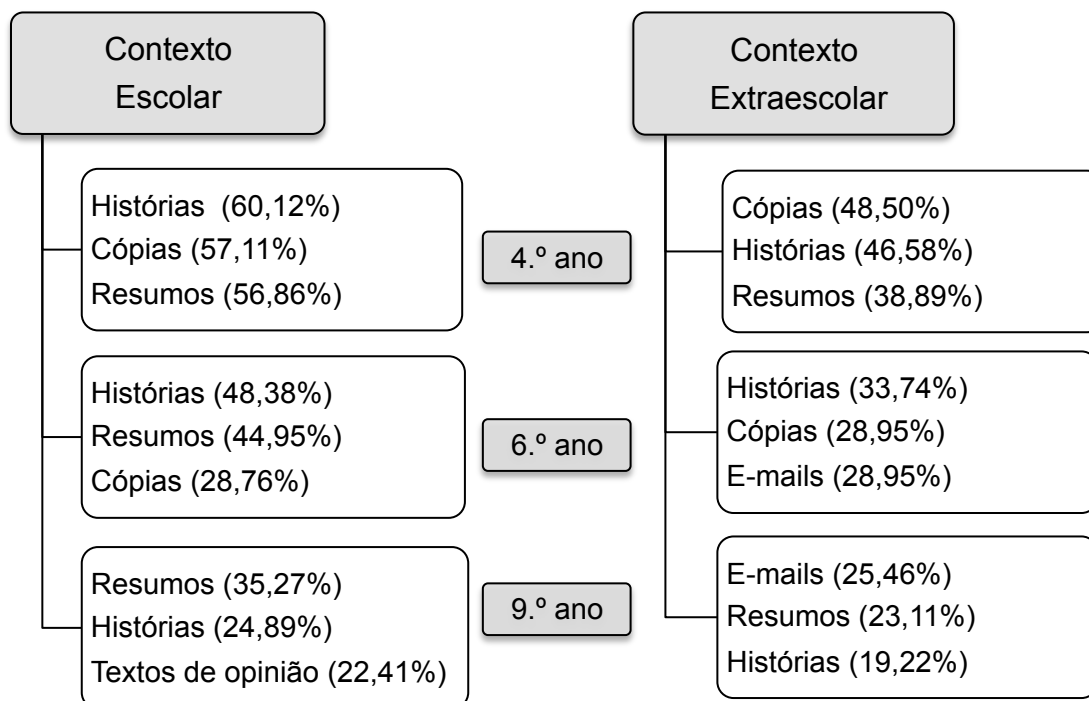 Contexto
Escolar
Contexto
Extraescolar
Histórias (60,12%)
Cópias (57,11%)
Resumos (56,86%)
4.º ano
Cópias (48,50%)
Histórias (46,58%)
Resumos (38,89%)
Histórias (48,38%)
Resumos (44,95%)
Cópias (28,76%)
6.º ano
Histórias (33,74%)
Cópias (28,95%)
E-mails (28,95%)
Resumos (35,27%)
Histórias (24,89%)
Textos de opinião (22,41%)
9.º ano
E-mails (25,46%)
Resumos (23,11%)
Histórias (19,22%)